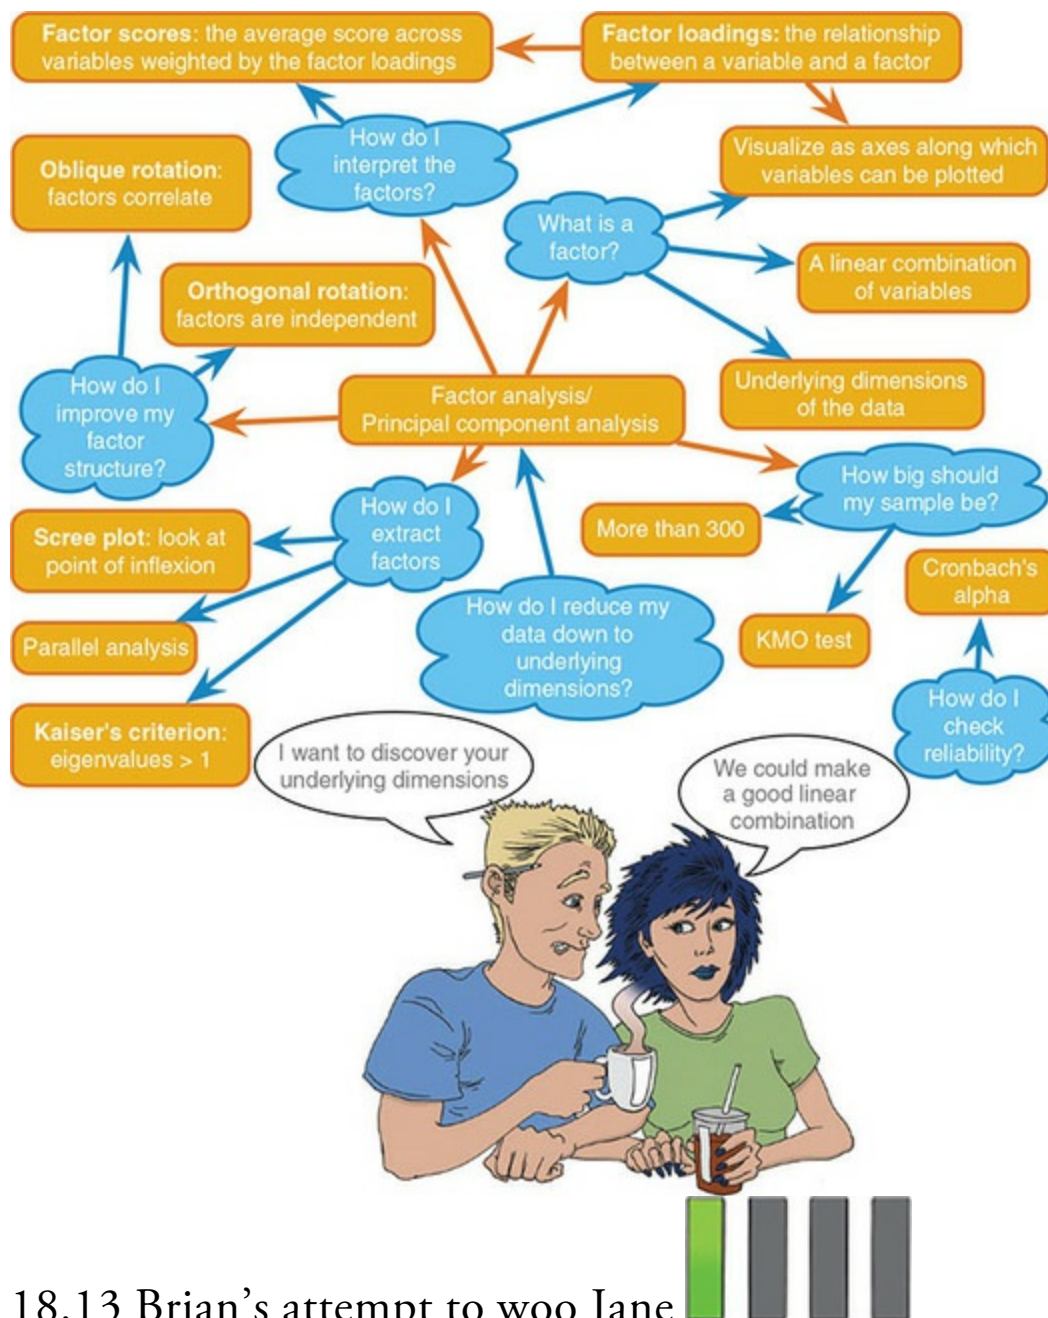 Factor scores: the average score across
variables weighted by the factor loadings
Factor loadings: the relationship
between a variable and a factor
How do I
interpret the
factors?
Visualize as axes along which
variables can be plotted
Oblique rotation:
factors correlate
What is a
factor?
A linear combination
of variables
Orthogonal rotation:
factors are independent
How do I
improve my
factor
structure?
Factor analysis/
Principal component analysis
Underlying dimensions
of the data
How big should
my sample be?
How do I
extract
factors
More than 300
Scree plot: look at
point of inflexion
Cronbach's
alpha
How do I reduce my
data down to
underlying
dimensions?
KMO test
Parallel analysis
How do I
check
reliability?
Kaiser's criterion:
eigenvalues > 1
I want to discover your
underlying dimensions
We could make
a good linear
combination
18.13 Brian's attempt to woo Jane